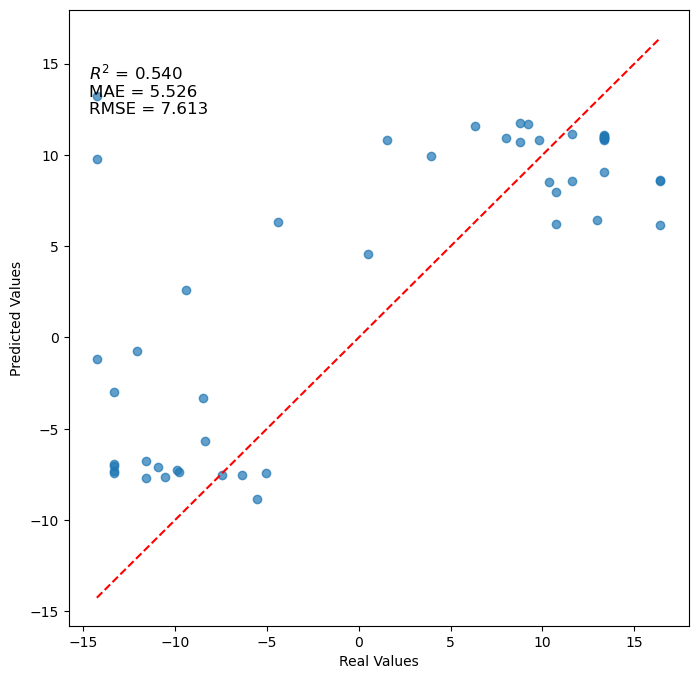 R² = 0.540
MAE = 5.526
RMSE = 7.613
15
10
5
0
−5
−10
−15
Predicted Values
−15 −10 −5 0 5 10 15
Real Values